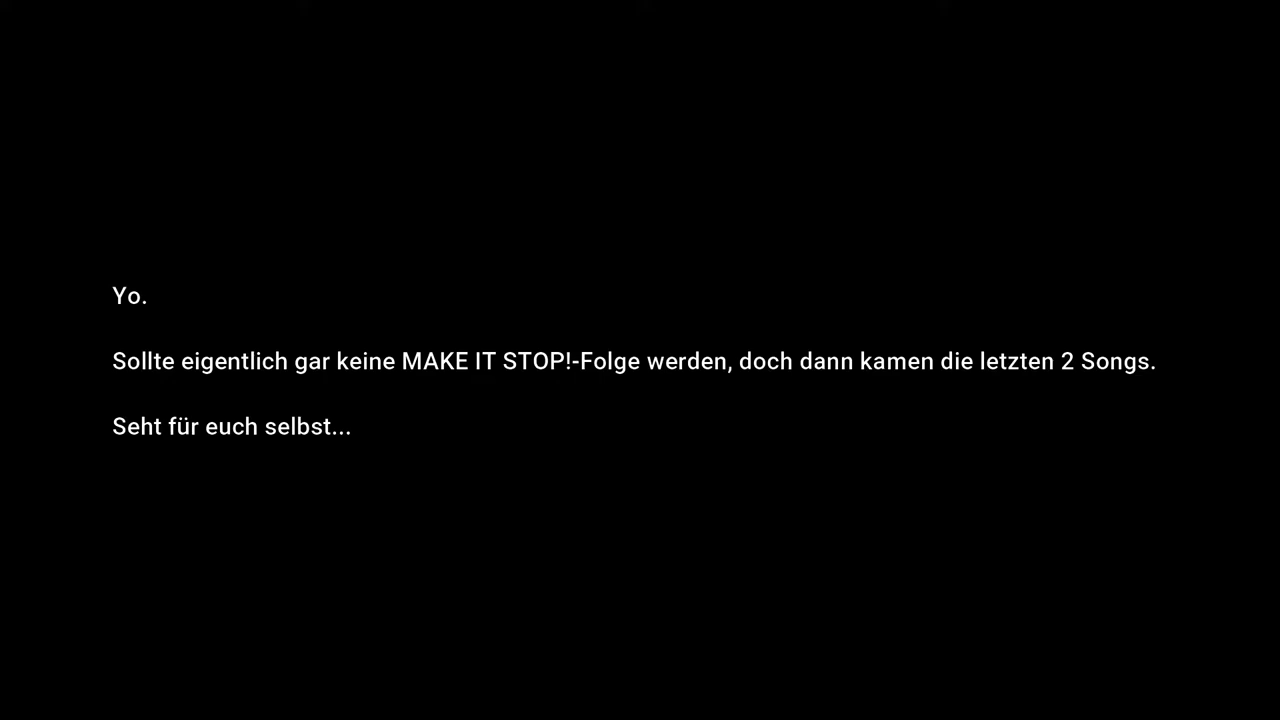 Yo.
Sollte eigentlich gar keine MAKE IT STOP!-Folge werden, doch dann kamen die letzten 2 Songs.
Seht für euch selbst...